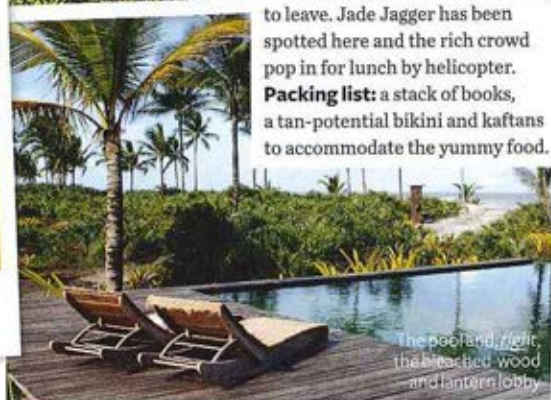 to leave. Jade Jagger has been
spotted here and the rich crowd
pop in for lunch by helicopter.
Packing list: a stack of books,
a tan-potential bikini and kaftans
to accommodate the yummy food.
The pool and, right,
the bleached-wood
and lantern lobby